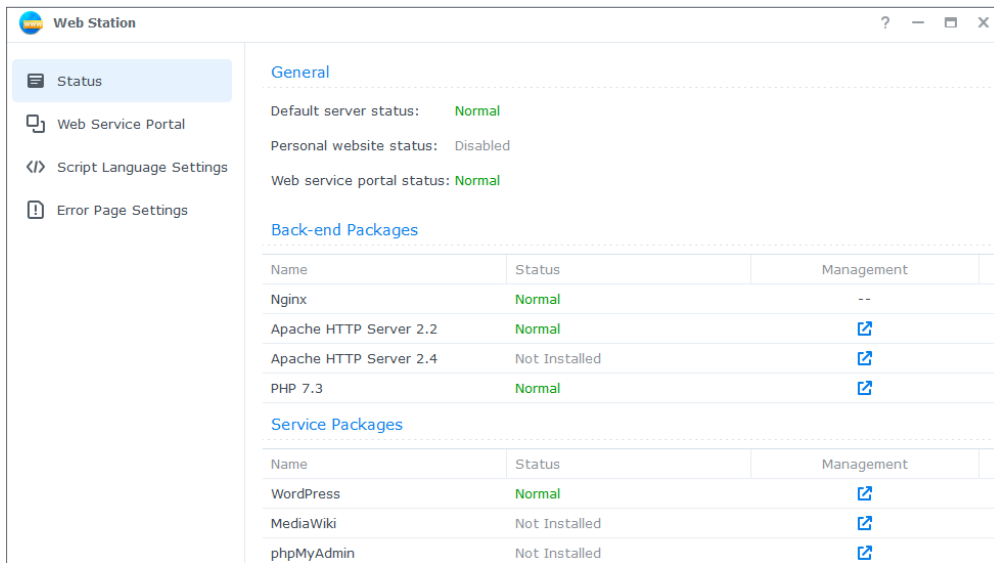 Web Station
Status
Web Service Portal
Script Language Settings
Error Page Settings
General
Default server status: Normal
Personal website status: Disabled
Web service portal status: Normal
Back-end Packages
Name Status Management
Nginx Normal --
Apache HTTP Server 2.2 Normal
Apache HTTP Server 2.4 Not Installed
PHP 7.3 Normal
Service Packages
Name Status Management
WordPress Normal
MediaWiki Not Installed
phpMyAdmin Not Installed